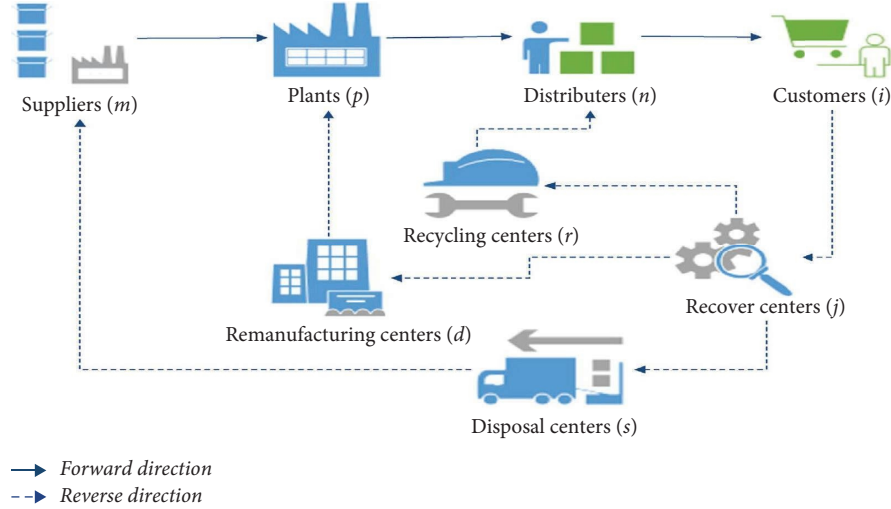 Suppliers (m)
Plants (p)
Distributers (n)
Customers (i)
Recycling centers (r)
Recover centers (j)
Remanufacturing centers (d)
Disposal centers (s)
Forward direction
Reverse direction